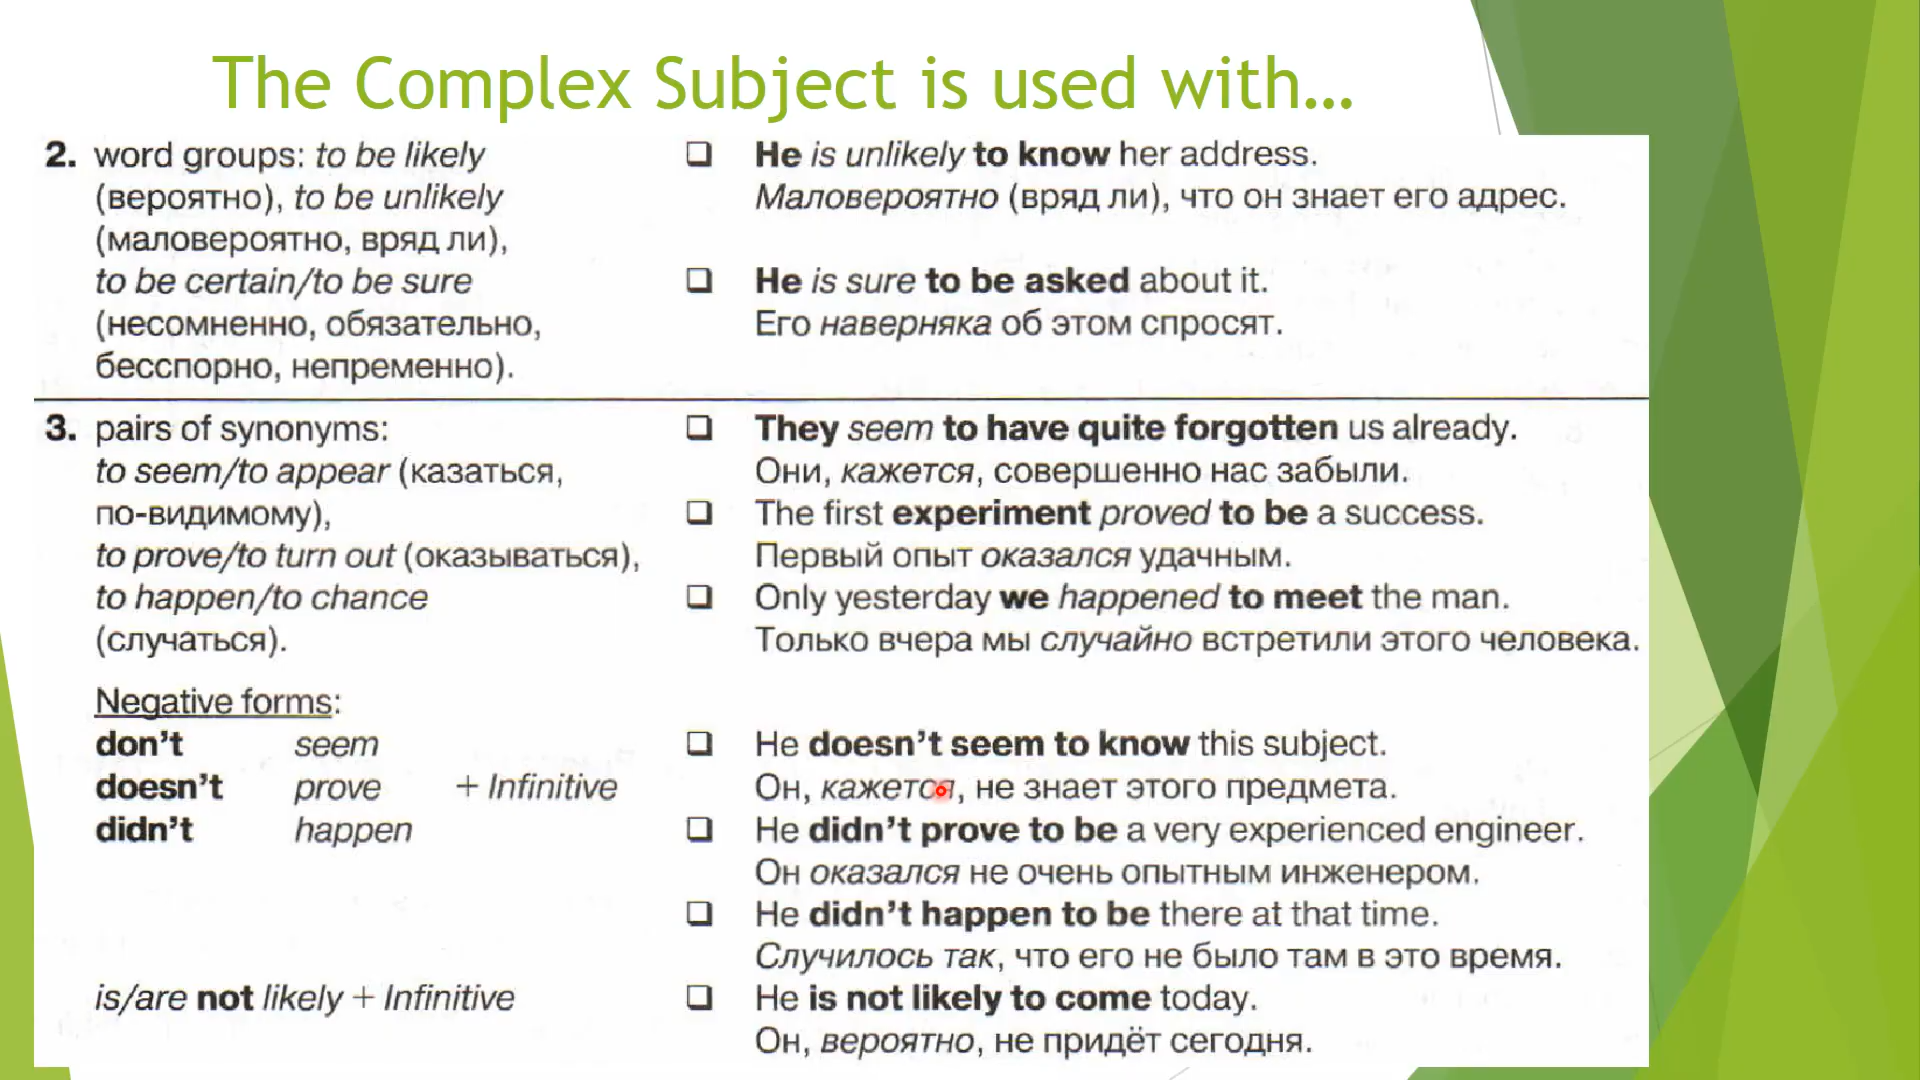 The Complex Subject is used with...
2. word groups: to be likely
(вероятно), to be unlikely
(маловероятно, вряд ли),
to be certain/to be sure
(несомненно, обязательно,
бесспорно, непременно).
He is unlikely to know her address.
Маловероятно (вряд ли), что он знает его адрес.
He is sure to be asked about it.
Его наверняка об этом спросят.
3. pairs of synonyms:
to seem/to appear (казаться,
по-видимому),
to prove/to turn out (оказываться),
to happen/to chance
(случаться).
They seem to have quite forgotten us already.
Они, кажется, совершенно нас забыли.
The first experiment proved to be a success.
Первый опыт оказался удачным.
Only yesterday we happened to meet the man.
Только вчера мы случайно встретили этого человека.
Negative forms:
don't seem
doesn't prove + Infinitive
didn't happen
He doesn't seem to know this subject.
Он, кажется, не знает этого предмета.
He didn't prove to be a very experienced engineer.
Он оказался не очень опытным инженером.
He didn't happen to be there at that time.
Случилось так, что его не было там в это время.
is/are not likely + Infinitive
He is not likely to come today.
Он, вероятно, не придёт сегодня.